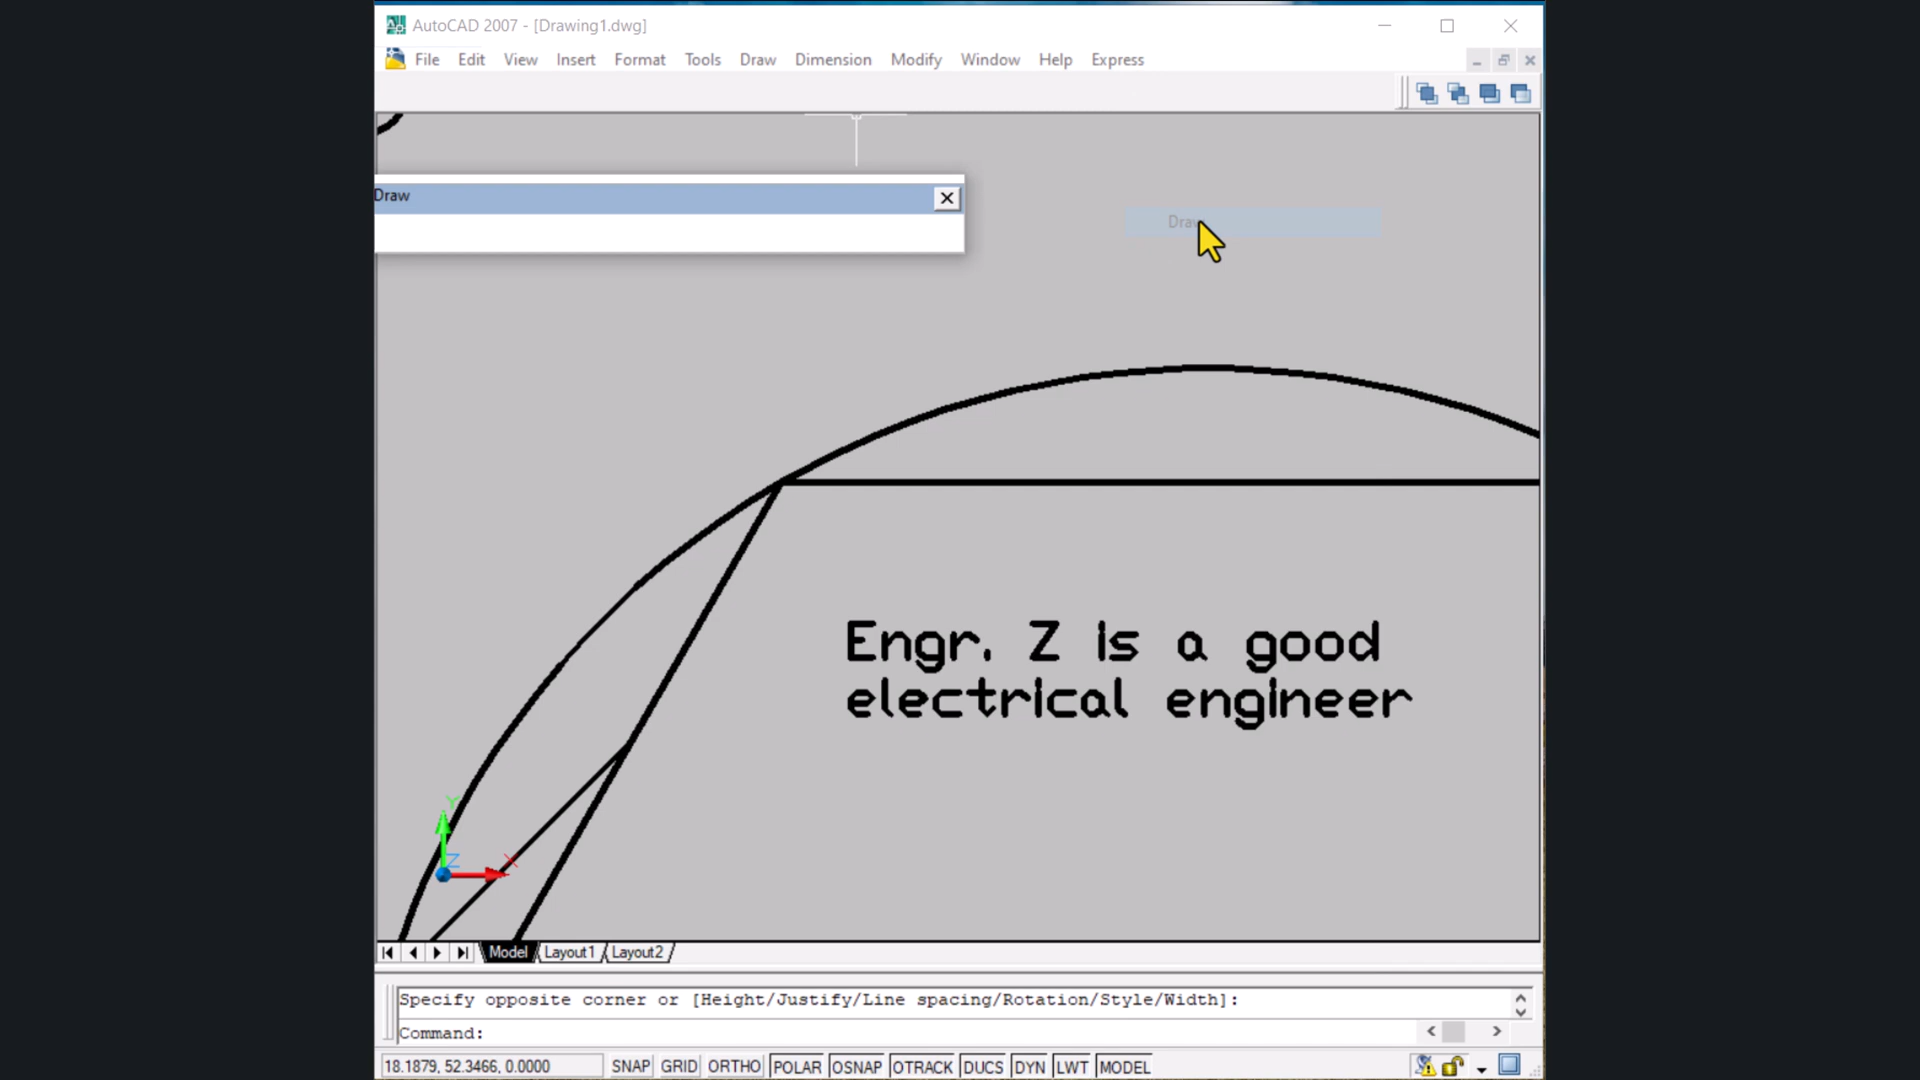 AutoCAD 2007 - [Drawing1.dwg]
File Edit View Insert Format Tools Draw Dimension Modify Window Help Express
Draw
Draw
Engr. Z is a good
electrical engineer
Y
Z X
Model Layout1 Layout2
Specify opposite corner or [Height/Justify/Line spacing/Rotation/Style/Width]:
Command:
18.1879, 52.3466, 0.0000 SNAP GRID ORTHO POLAR OSNAP OTRACK DUCS DYN LWT MODEL